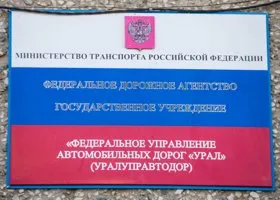 МИНИСТЕРСТВО ТРАНСПОРТА РОССИЙСКОЙ ФЕДЕРАЦИИ
ФЕДЕРАЛЬНОЕ ДОРОЖНОЕ АГЕНТСТВО
ГОСУДАРСТВЕННОЕ УЧРЕЖДЕНИЕ
«ФЕДЕРАЛЬНОЕ УПРАВЛЕНИЕ
АВТОМОБИЛЬНЫХ ДОРОГ «УРАЛ»
(УРАЛУПРАВТОДОР)